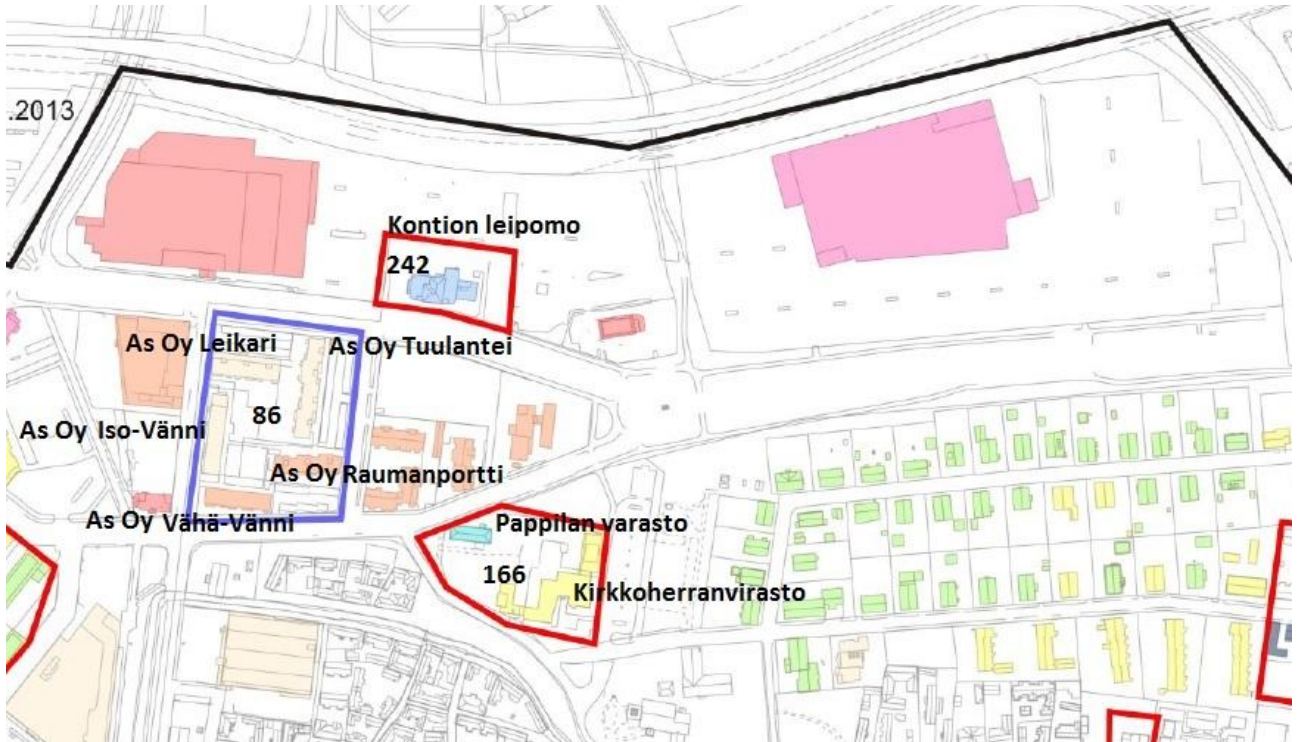 .2013
Kontion leipomo
242
As Oy Leikari
As Oy Tuulantei
86
As Oy Iso-Vänni
As Oy Raumanportti
As Oy Vähä-Vänni
Pappilan varasto
166
Kirkkoherranvirasto